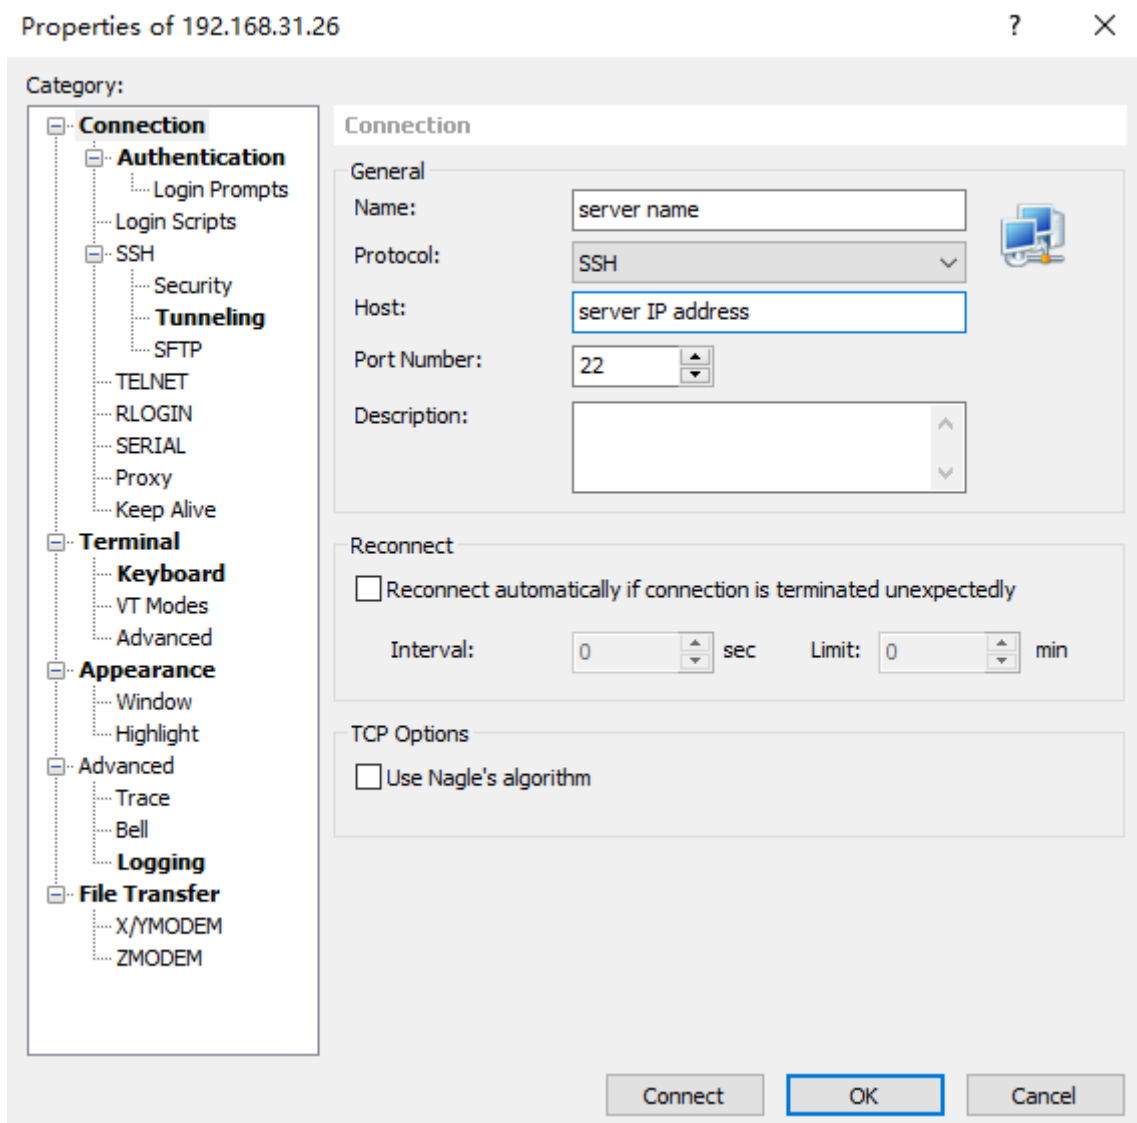 Properties of 192.168.31.26
?
Category:
Connection
Authentication
Login Prompts
Login Scripts
SSH
Security
Tunneling
SFTP
TELNET
RLOGIN
SERIAL
Proxy
Keep Alive
Terminal
Keyboard
VT Modes
Advanced
Appearance
Window
Highlight
Advanced
Trace
Bell
Logging
File Transfer
X/YMODEM
ZMODEM
Connection
General
Name: server name
Protocol: SSH
Host: server IP address
Port Number: 22
Description:
Reconnect
Reconnect automatically if connection is terminated unexpectedly
Interval: 0 sec Limit: 0 min
TCP Options
Use Nagle's algorithm
Connect OK Cancel